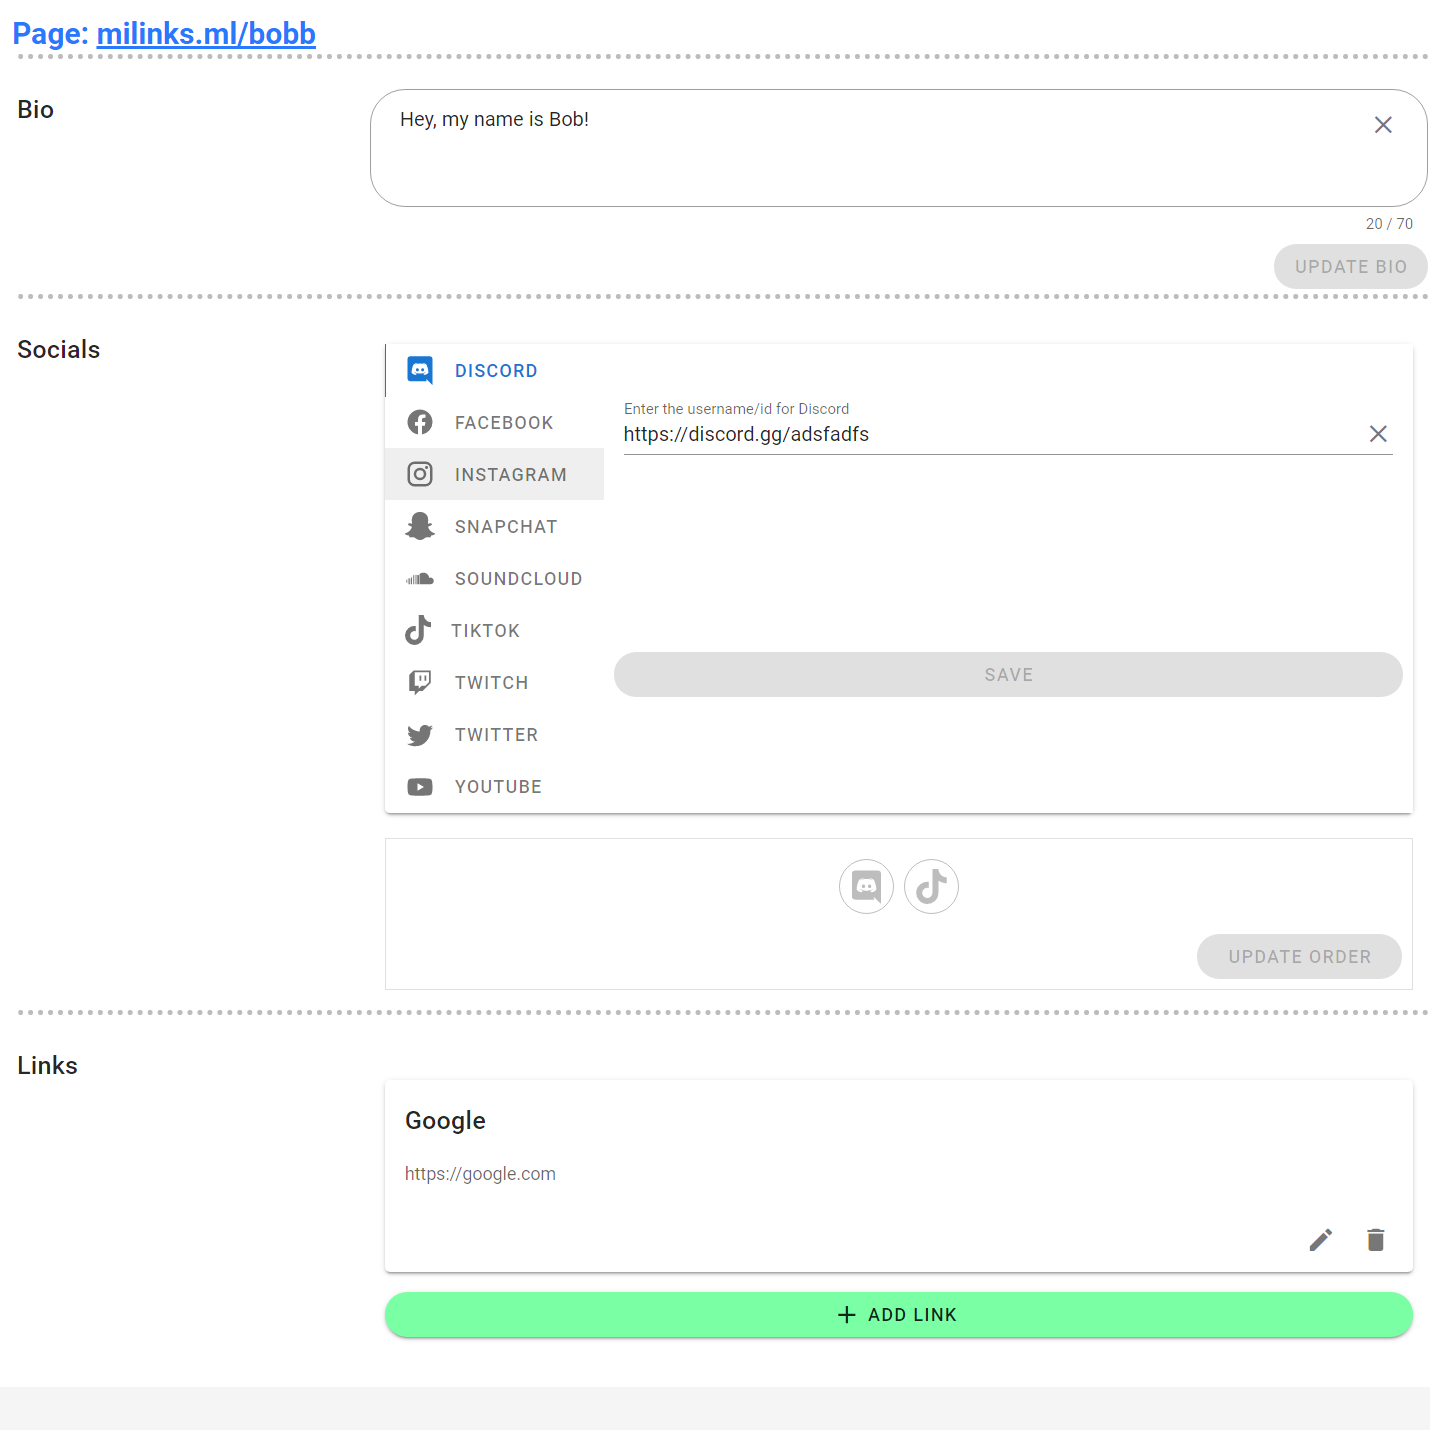 Page: milinks.ml/bobb
Bio
Hey, my name is Bob!
20 / 70
UPDATE BIO
Socials
DISCORD
FACEBOOK
INSTAGRAM
SNAPCHAT
SOUNDCLOUD
TIKTOK
TWITCH
TWITTER
YOUTUBE
Enter the username/id for Discord
https://discord.gg/adsfadfs
SAVE
UPDATE ORDER
Links
Google
https://google.com
ADD LINK